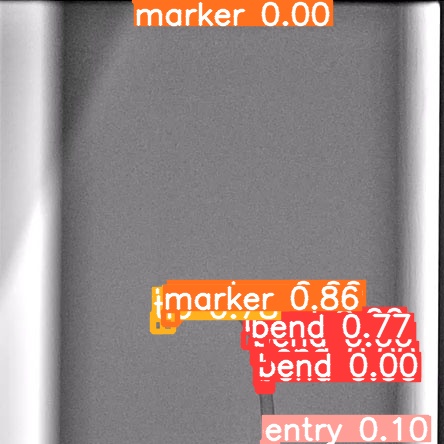 marker 0.00
marker 0.86
bend 0.77
bend 0.00
entry 0.10